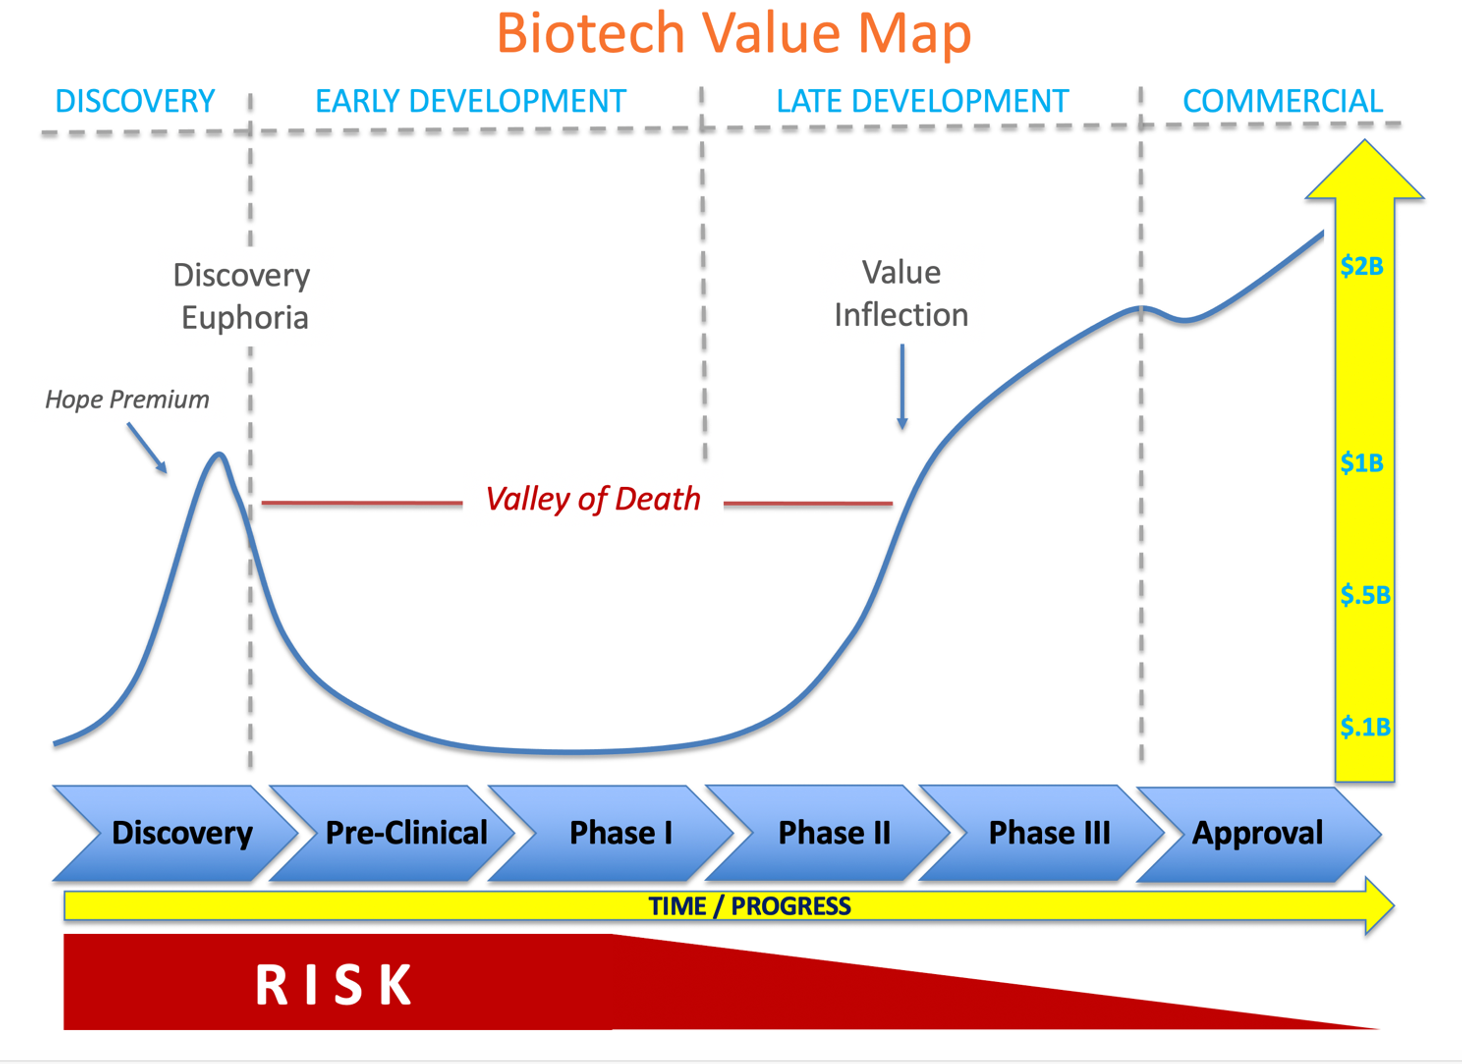 Biotech Value Map
DISCOVERY
EARLY DEVELOPMENT
LATE DEVELOPMENT
COMMERCIAL
Discovery
Euphoria
Value
Inflection
Hope Premium
Valley of Death
$2B
$1B
$.5B
$.1B
Discovery
Pre-Clinical
Phase I
Phase II
Phase III
Approval
TIME / PROGRESS
RISK